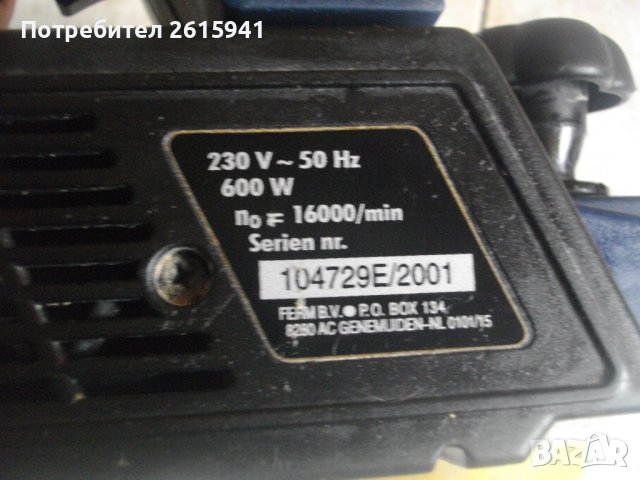 Потребител 2615941
230 V ~ 50 Hz
600 W
n₀ = 16000/min
Serien nr.
104729E/2001
FERM B.V. ● P.O. BOX 134
8280 AC GENEMUIDEN-NL 0101/15
BAZAR